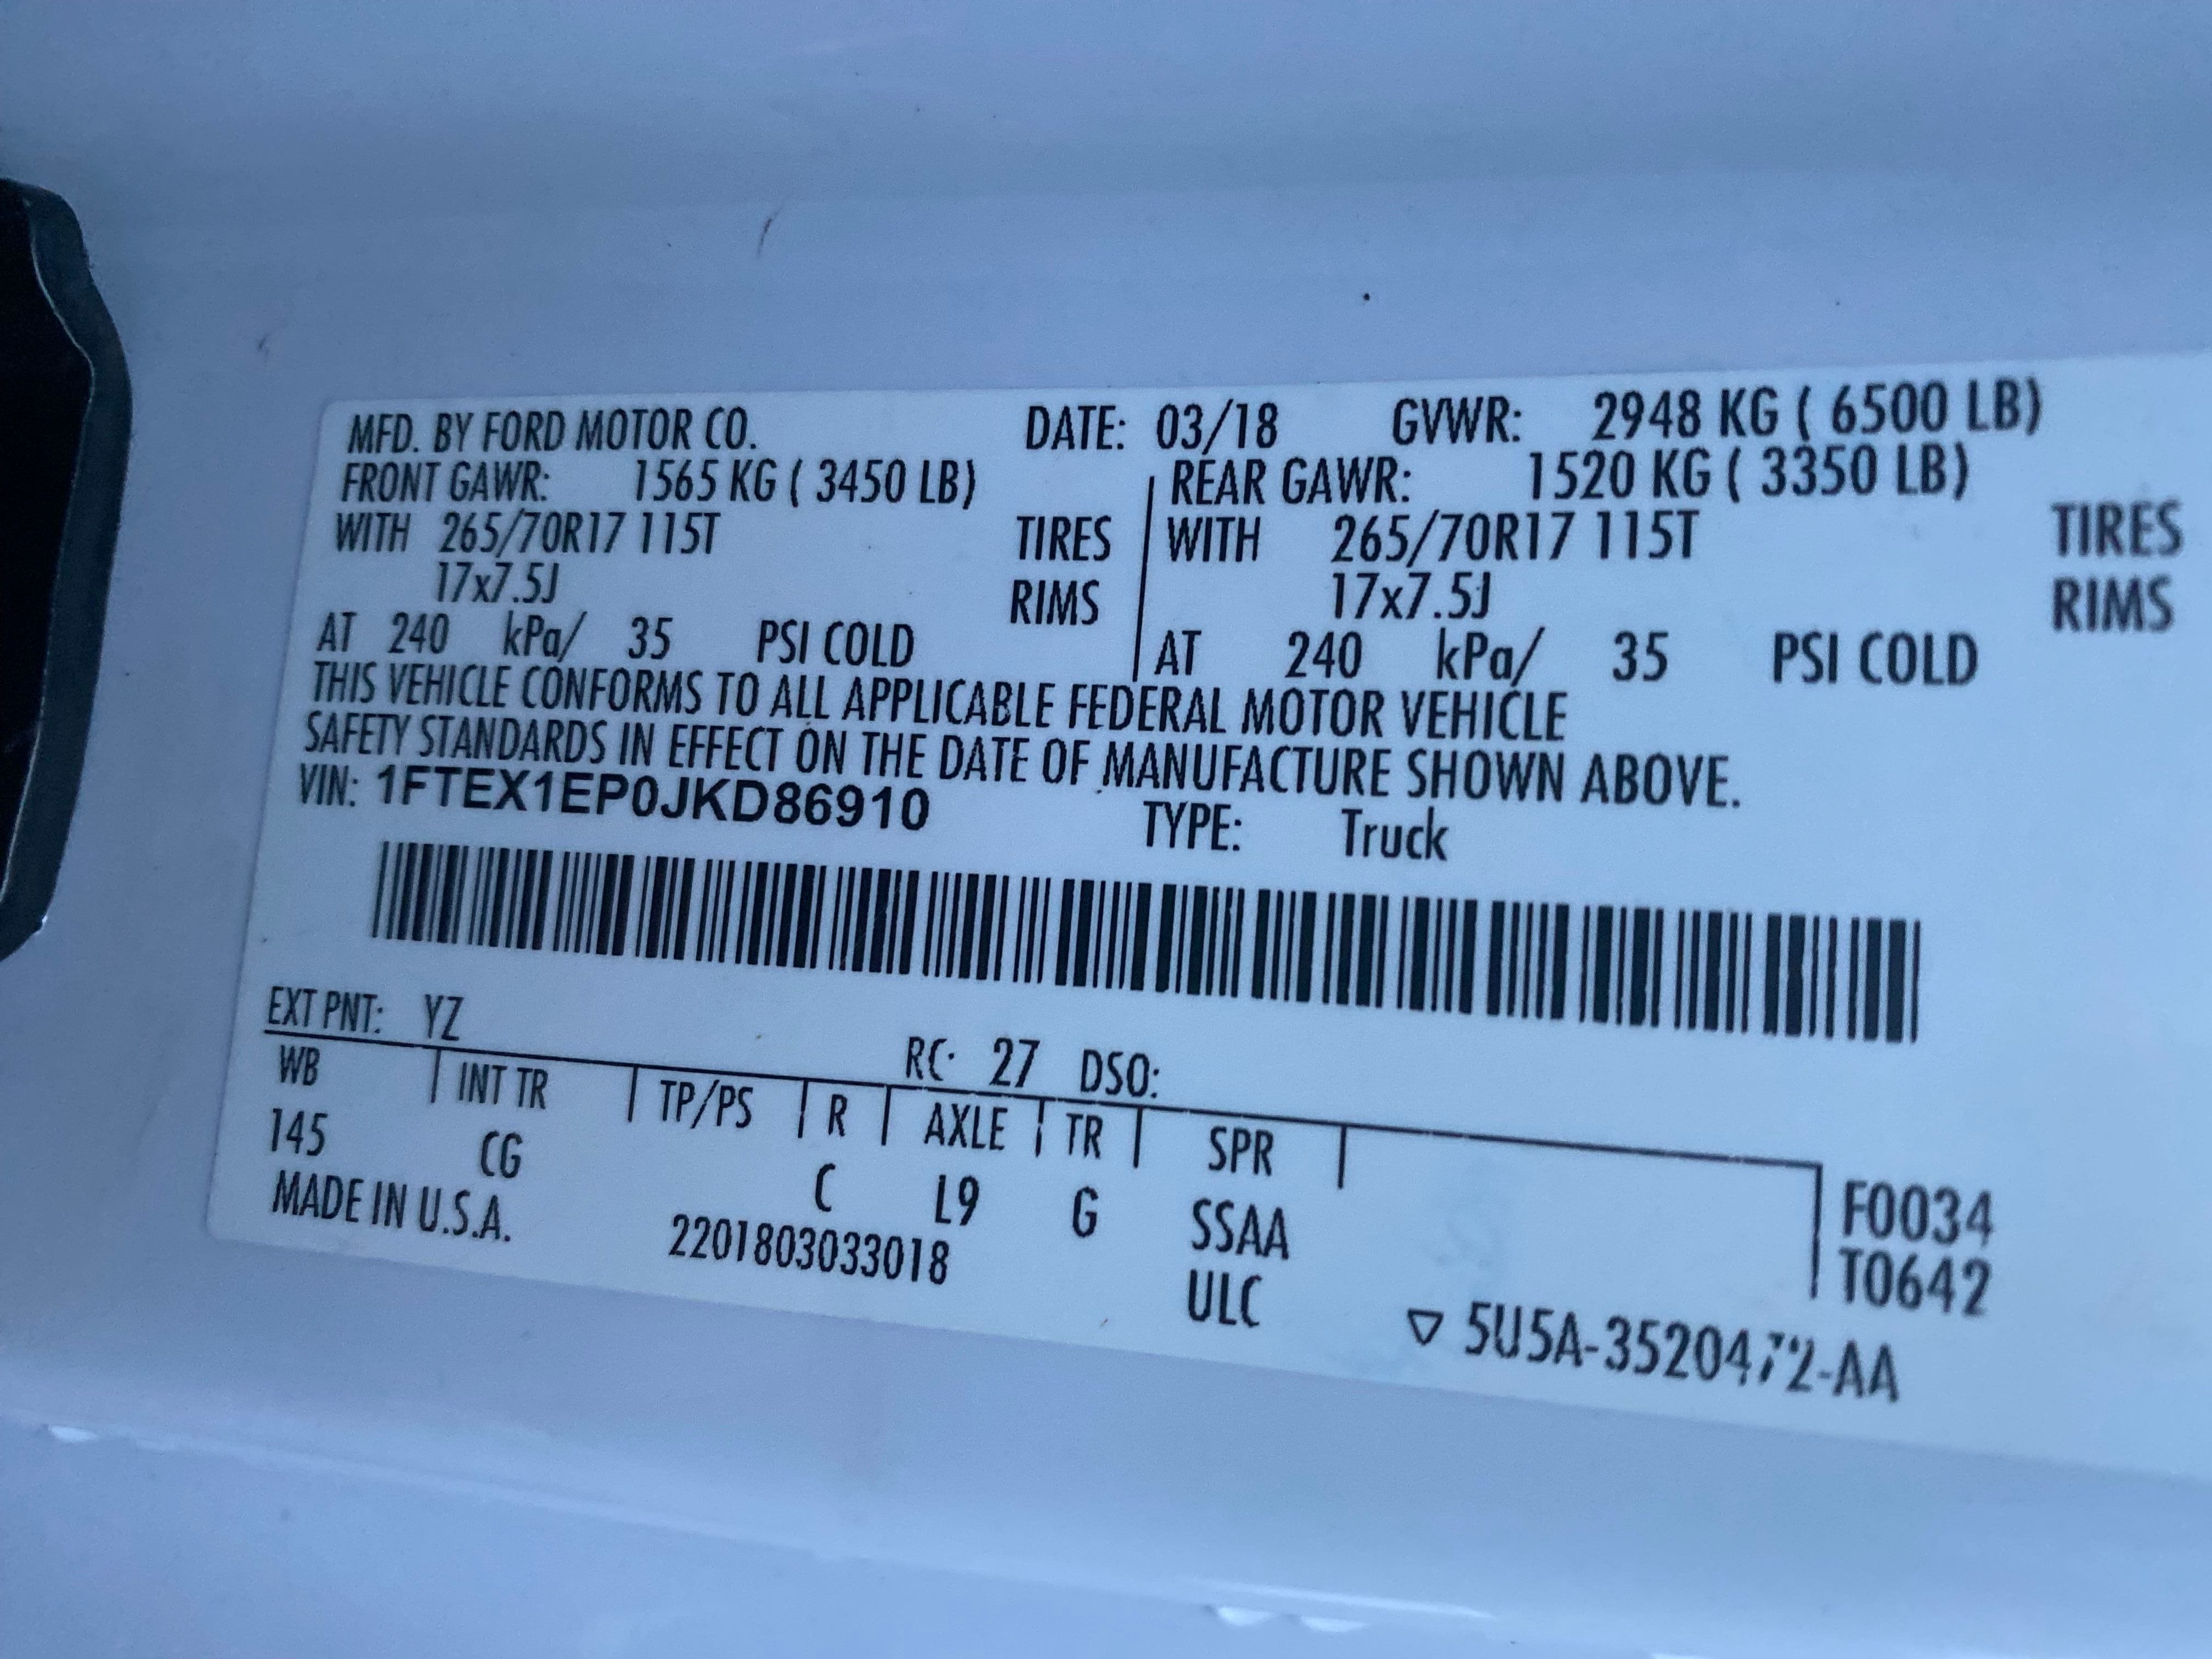 MFD. BY FORD MOTOR CO. DATE: 03/18 GVWR: 2948 KG ( 6500 LB)
FRONT GAWR: 1565 KG ( 3450 LB) REAR GAWR: 1520 KG ( 3350 LB)
WITH 265/70R17 115T TIRES WITH 265/70R17 115T TIRES
17x7.5J RIMS 17x7.5J RIMS
AT 240 kPa/ 35 PSI COLD AT 240 kPa/ 35 PSI COLD
THIS VEHICLE CONFORMS TO ALL APPLICABLE FEDERAL MOTOR VEHICLE
SAFETY STANDARDS IN EFFECT ON THE DATE OF MANUFACTURE SHOWN ABOVE.
VIN: 1FTEX1EP0JKD86910 TYPE: Truck
EXT PNT: YZ RC: 27 DSO:
WB INT TR TP/PS R AXLE TR SPR
145 CG C L9 G SSAA F0034
MADE IN U.S.A. 2201803033018 ULC T0642
▽ 5U5A-3520472-AA